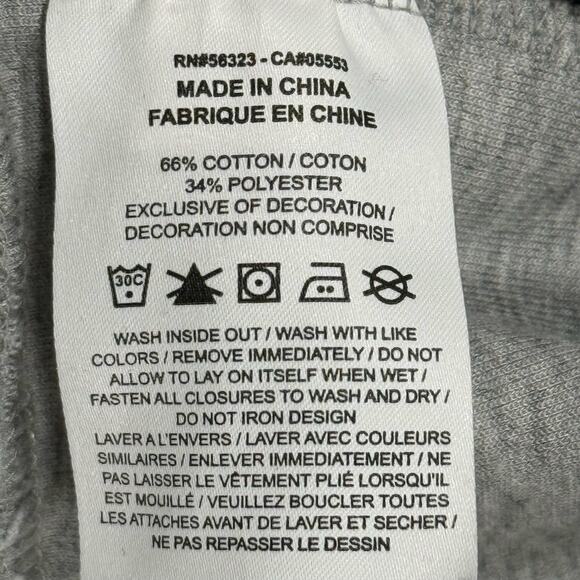 RN#56323 - CA#05553
MADE IN CHINA
FABRIQUE EN CHINE
66% COTTON / COTON
34% POLYESTER
EXCLUSIVE OF DECORATION /
DECORATION NON COMPRISE
30C
WASH INSIDE OUT / WASH WITH LIKE
COLORS / REMOVE IMMEDIATELY / DO NOT
ALLOW TO LAY ON ITSELF WHEN WET /
FASTEN ALL CLOSURES TO WASH AND DRY /
DO NOT IRON DESIGN
LAVER A L'ENVERS / LAVER AVEC COULEURS
SIMILAIRES / ENLEVER IMMEDIATEMENT / NE
PAS LAISSER LE VÊTEMENT PLIÉ LORSQU'IL
EST MOUILLÉ / VEUILLEZ BOUCLER TOUTES
LES ATTACHES AVANT DE LAVER ET SECHER /
NE PAS REPASSER LE DESSIN